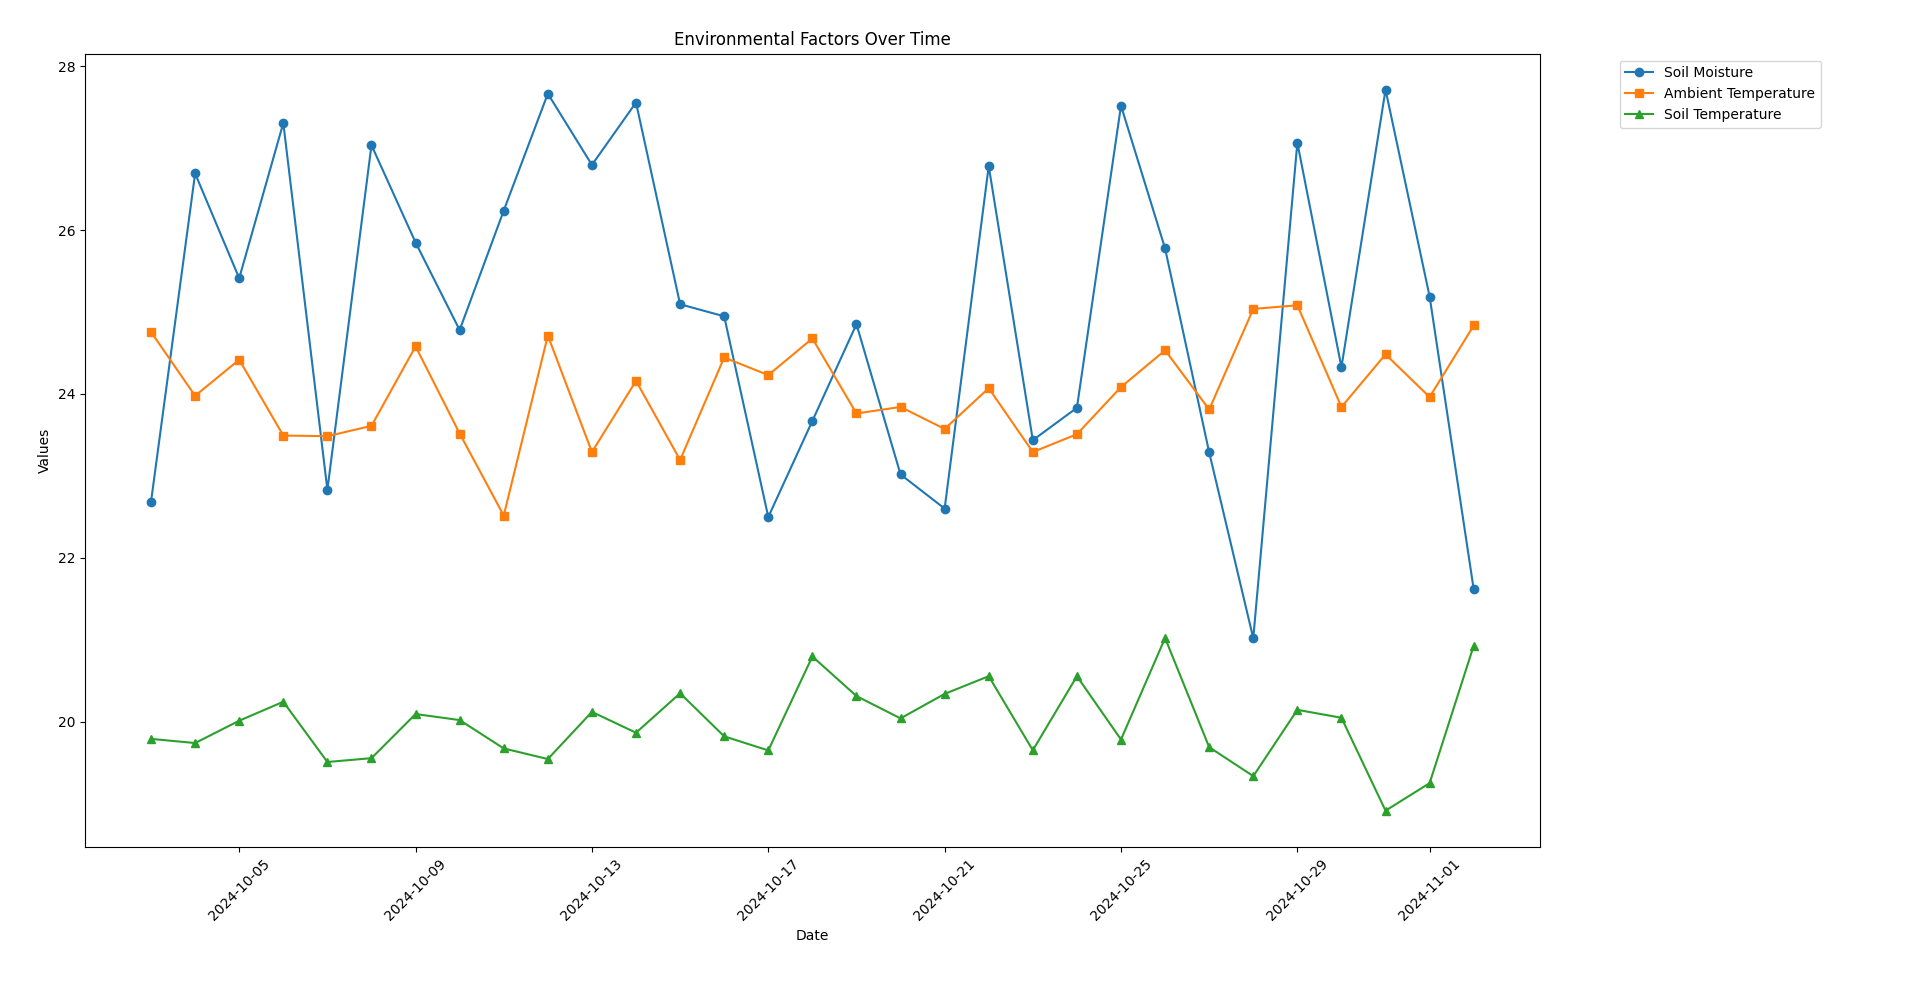 Environmental Factors Over Time
Soil Moisture
Ambient Temperature
Soil Temperature
28
26
24
22
20
Values
2024-10-05
2024-10-09
2024-10-13
2024-10-17
2024-10-21
2024-10-25
2024-10-29
2024-11-01
Date